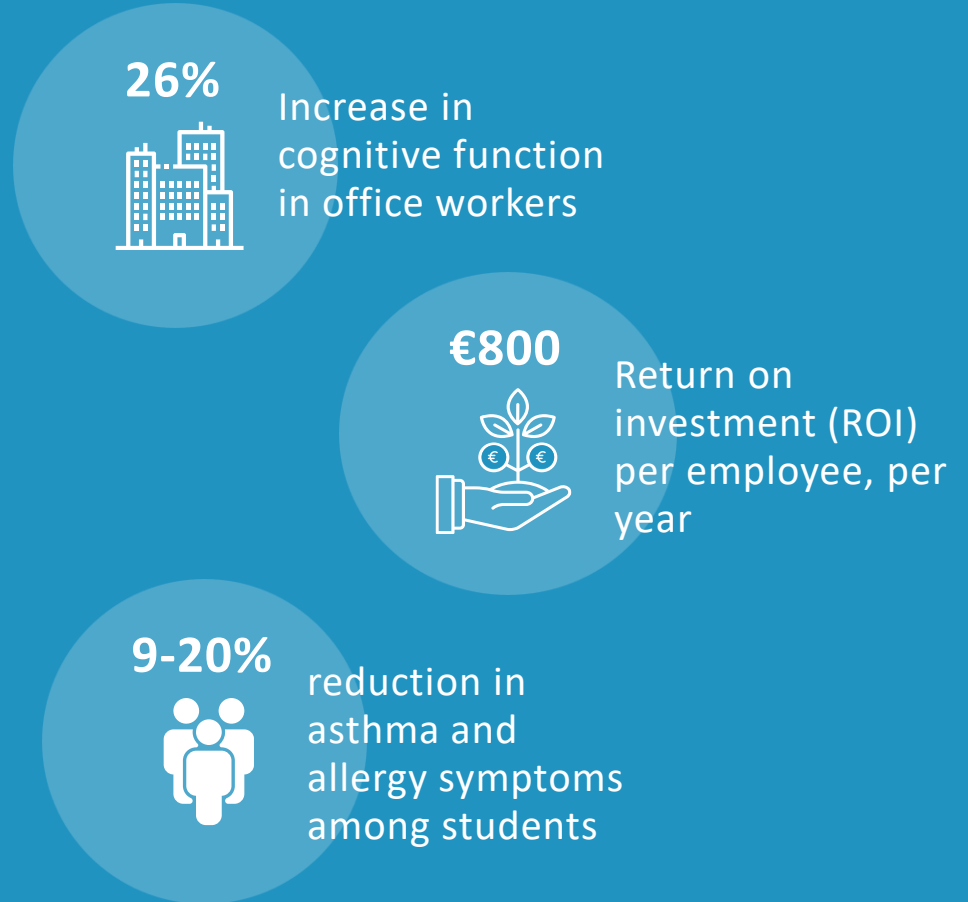 26%
Increase in
cognitive function
in office workers
€800
€ €
Return on
investment (ROI)
per employee, per
year
9-20%
reduction in
asthma and
allergy symptoms
among students